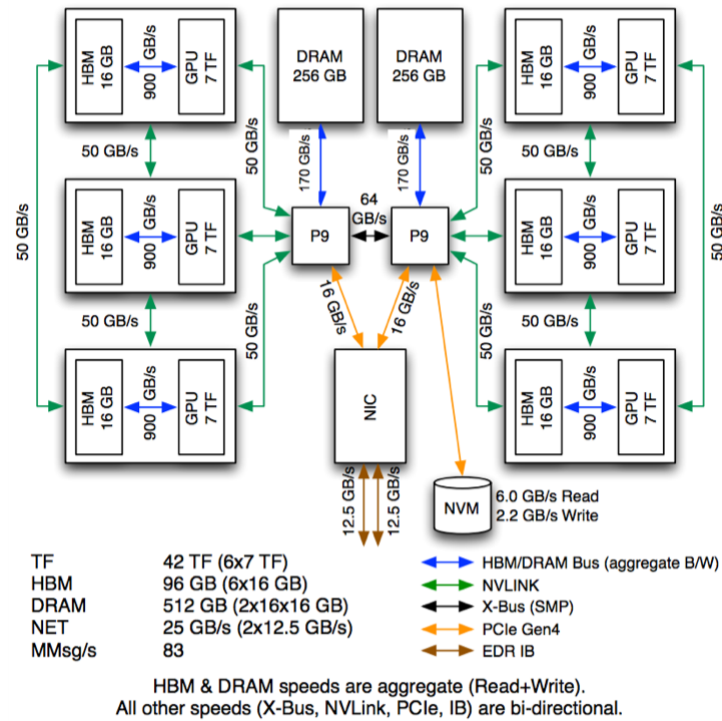 HBM
16 GB
900
GB/s
GPU
7 TF
DRAM
256 GB
DRAM
256 GB
HBM
16 GB
900
GB/s
GPU
7 TF
50 GB/s
50 GB/s
170 GB/s
170 GB/s
50 GB/s
50 GB/s
50 GB/s
HBM
16 GB
900
GB/s
GPU
7 TF
P9
64
GB/s
P9
HBM
16 GB
900
GB/s
GPU
7 TF
50 GB/s
50 GB/s
50 GB/s
16 GB/s
16 GB/s
50 GB/s
50 GB/s
HBM
16 GB
900
GB/s
GPU
7 TF
NIC
HBM
16 GB
900
GB/s
GPU
7 TF
12.5 GB/s
12.5 GB/s
NVM
6.0 GB/s Read
2.2 GB/s Write
TF 42 TF (6x7 TF)
HBM 96 GB (6x16 GB)
DRAM 512 GB (2x16x16 GB)
NET 25 GB/s (2x12.5 GB/s)
MMsg/s 83
HBM/DRAM Bus (aggregate B/W)
NVLINK
X-Bus (SMP)
PCIe Gen4
EDR IB
HBM & DRAM speeds are aggregate (Read+Write).
All other speeds (X-Bus, NVLink, PCIe, IB) are bi-directional.